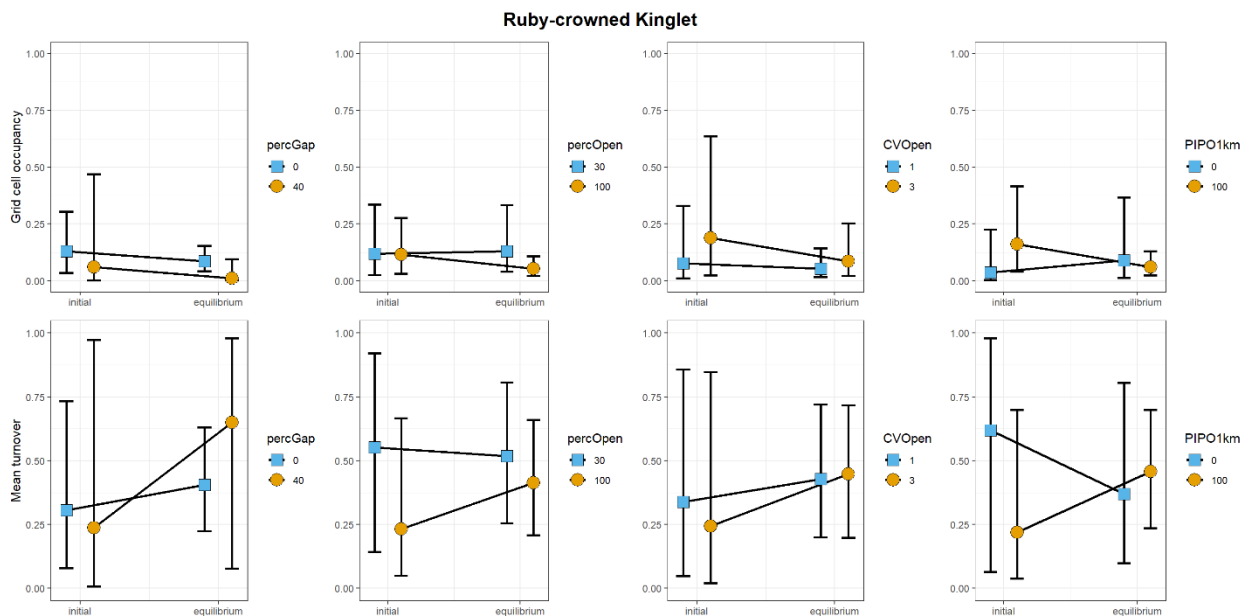 Ruby-crowned Kinglet
Grid cell occupancy
1.00
0.75
0.50
0.25
0.00
initial
equilibrium
percGap
0
40
1.00
0.75
0.50
0.25
0.00
initial
equilibrium
percOpen
30
100
1.00
0.75
0.50
0.25
0.00
initial
equilibrium
CVOpen
1
3
1.00
0.75
0.50
0.25
0.00
initial
equilibrium
PIPO1km
0
100
Mean turnover
1.00
0.75
0.50
0.25
0.00
initial
equilibrium
percGap
0
40
1.00
0.75
0.50
0.25
0.00
initial
equilibrium
percOpen
30
100
1.00
0.75
0.50
0.25
0.00
initial
equilibrium
CVOpen
1
3
1.00
0.75
0.50
0.25
0.00
initial
equilibrium
PIPO1km
0
100